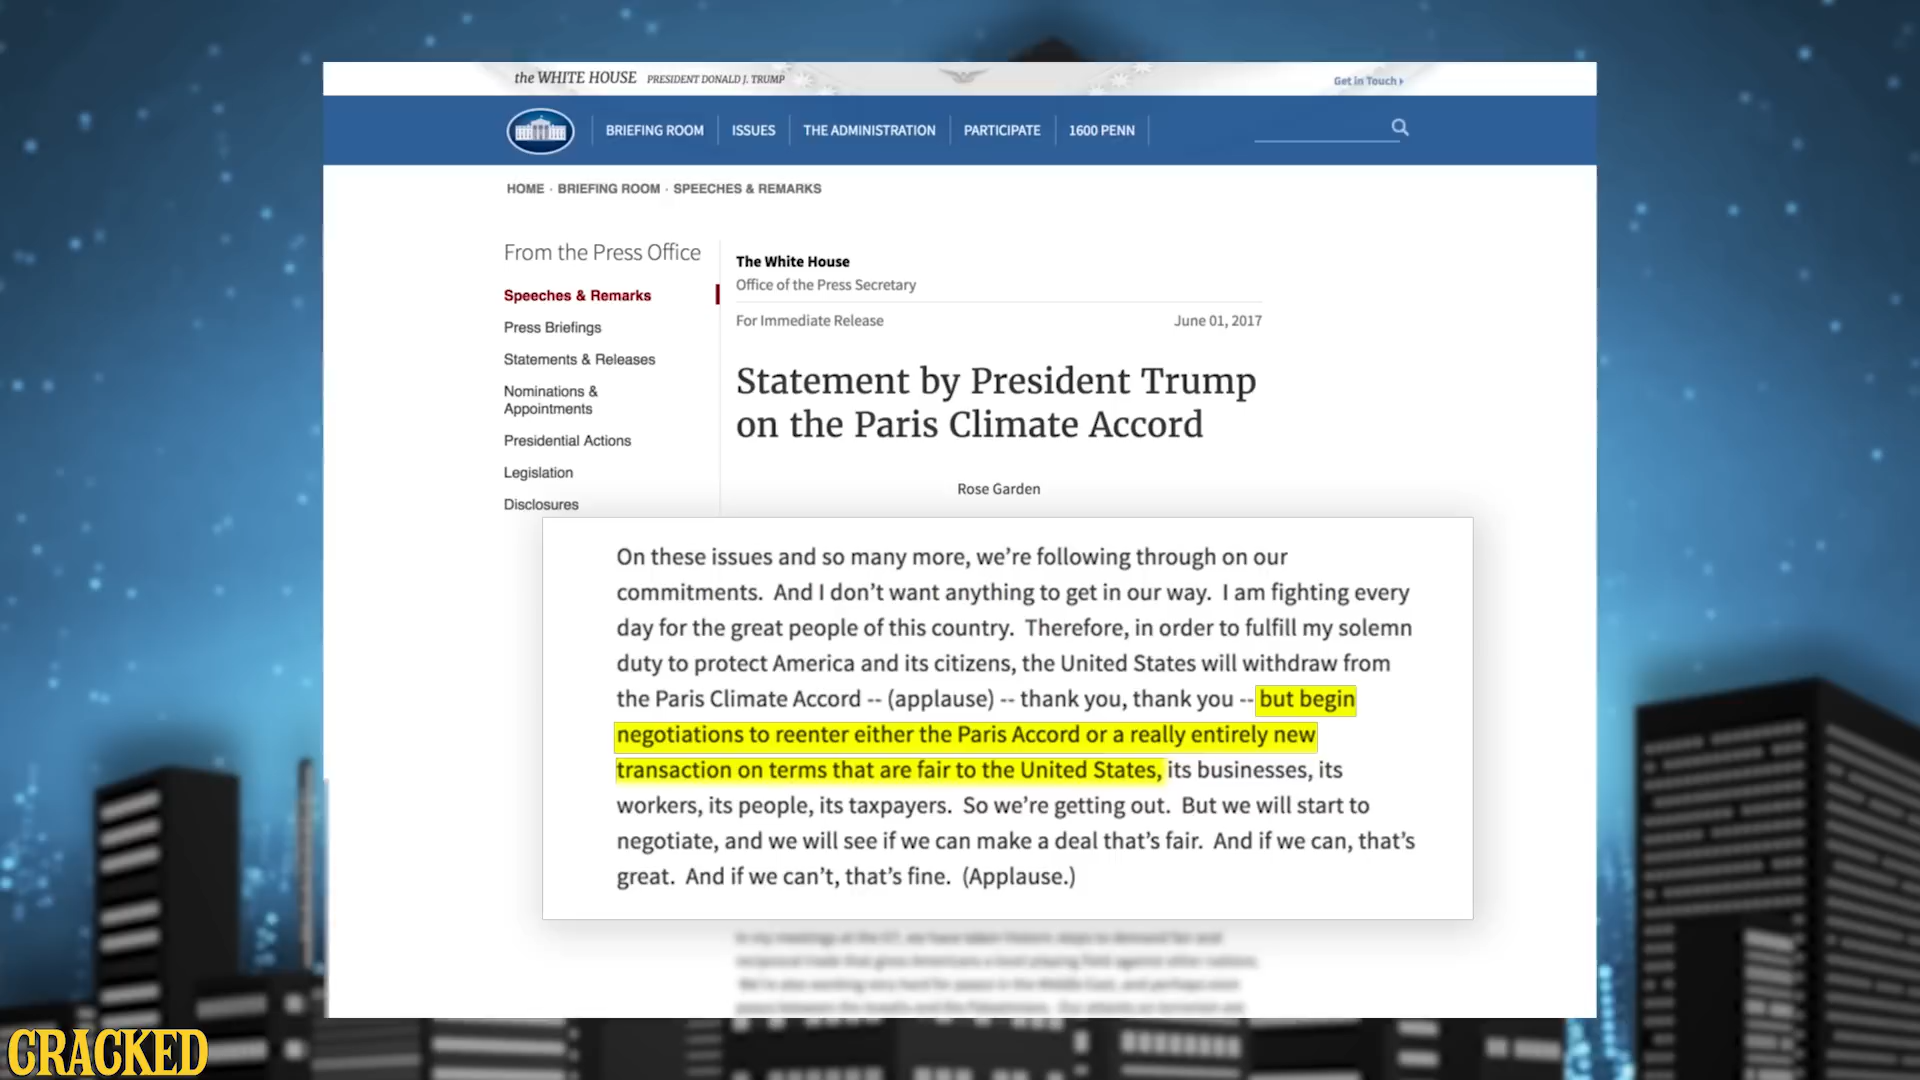 the WHITE HOUSE PRESIDENT DONALD J. TRUMP
Get in Touch
BRIEFING ROOM ISSUES THE ADMINISTRATION PARTICIPATE 1600 PENN
HOME · BRIEFING ROOM · SPEECHES & REMARKS
From the Press Office
Speeches & Remarks
Press Briefings
Statements & Releases
Nominations &
Appointments
Presidential Actions
Legislation
Disclosures
The White House
Office of the Press Secretary
For Immediate Release June 01, 2017
Statement by President Trump
on the Paris Climate Accord
Rose Garden
On these issues and so many more, we’re following through on our
commitments. And I don’t want anything to get in our way. I am fighting every
day for the great people of this country. Therefore, in order to fulfill my solemn
duty to protect America and its citizens, the United States will withdraw from
the Paris Climate Accord -- (applause) -- thank you, thank you -- but begin
negotiations to reenter either the Paris Accord or a really entirely new
transaction on terms that are fair to the United States, its businesses, its
workers, its people, its taxpayers. So we’re getting out. But we will start to
negotiate, and we will see if we can make a deal that’s fair. And if we can, that’s
great. And if we can’t, that’s fine. (Applause.)
CRACKED